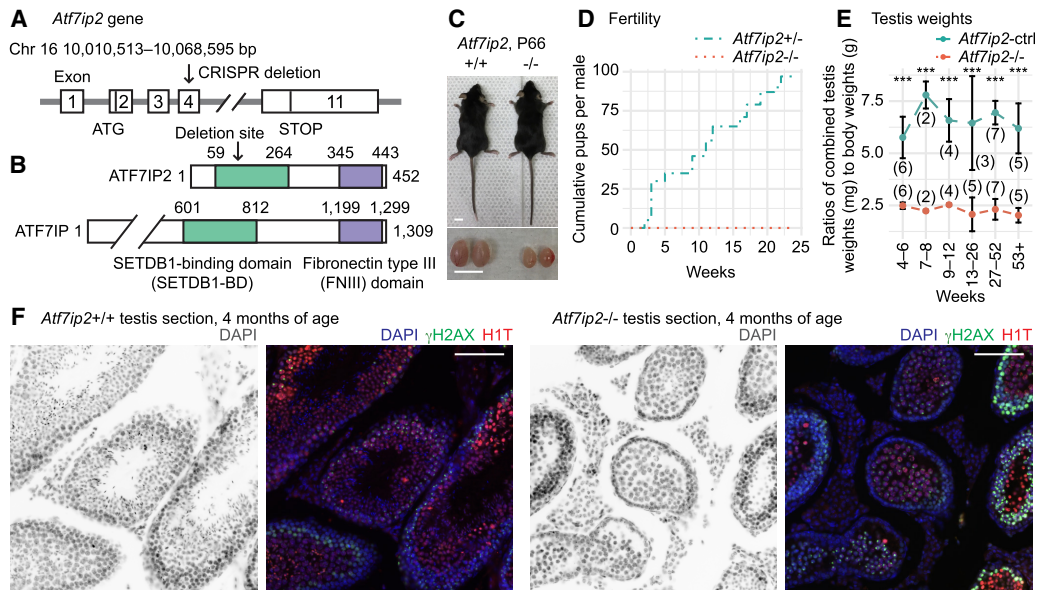 A Atf7ip2 gene
Chr 16 10,010,513–10,068,595 bp
CRISPR deletion
Exon
1 2 3 4 11
ATG STOP
Deletion site
B
59 264 345 443
ATF7IP2 1 452
601 812 1,199 1,299
ATF7IP 1 1,309
SETDB1-binding domain
(SETDB1-BD)
Fibronectin type III
(FNIII) domain
C
Atf7ip2, P66
+/+ -/-
D Fertility
Atf7ip2+/-
Atf7ip2-/-
Cumulative pups per male
100
75
50
25
0
0 5 10 15 20 25
Weeks
E Testis weights
Atf7ip2-ctrl
Atf7ip2-/-
Ratios of combined testis
weights (mg) to body weights (g)
*** *** *** *** *** ***
7.5
5.0
2.5
(6) (2) (4) (3) (7) (5)
(6) (2) (4) (5) (7) (5)
4–6 7–8 9–12 13–26 27–52 53+
Weeks
F Atf7ip2+/+ testis section, 4 months of age
DAPI
DAPI γH2AX H1T
Atf7ip2-/- testis section, 4 months of age
DAPI
DAPI γH2AX H1T